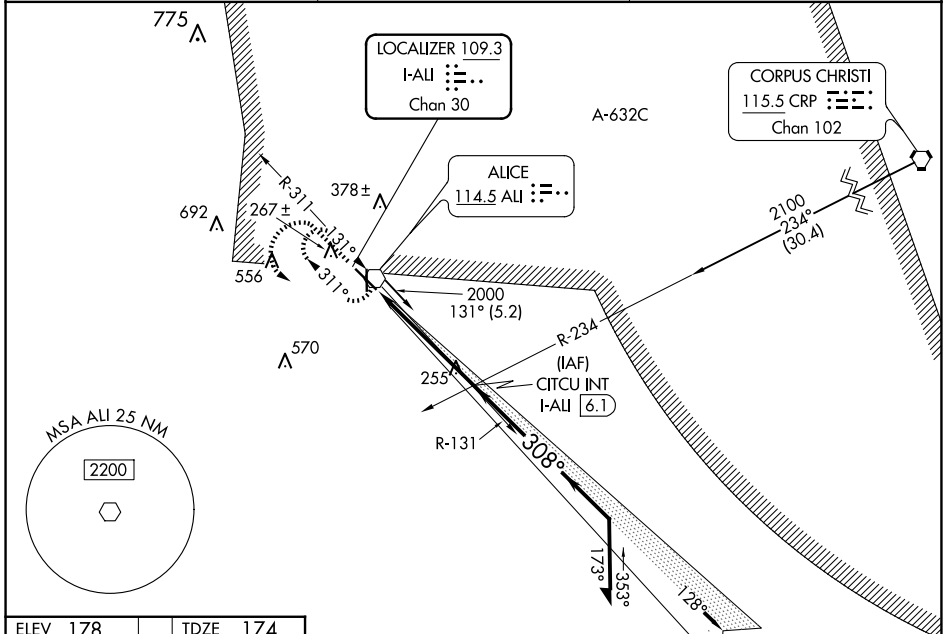 775
LOCALIZER 109.3
I-ALI
Chan 30
A-632C
CORPUS CHRISTI
115.5 CRP
Chan 102
ALICE
114.5 ALI
R-311
131°
378±
267±
692
556
311°
2100
234°
(30.4)
2000
131° (5.2)
R-234
(IAF)
CITCU INT
I-ALI 6.1
570
255
R-131
308°
MSA ALI 25 NM
2200
173°
353°
128°
ELEV 178
TDZE 174